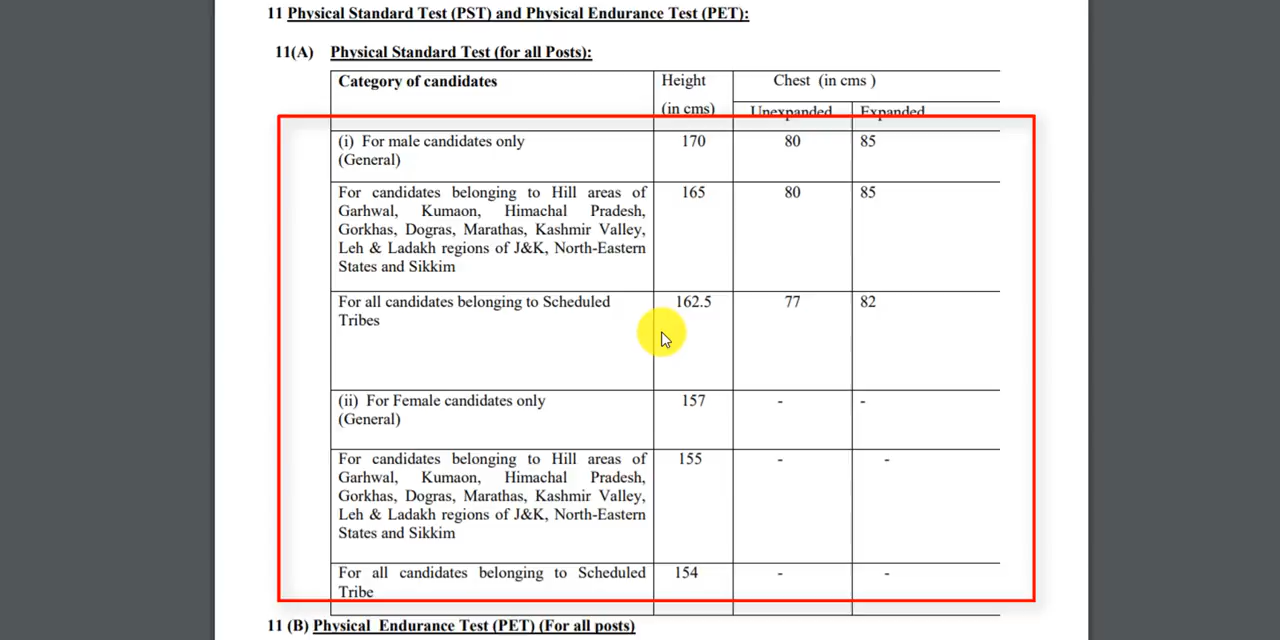 11 Physical Standard Test (PST) and Physical Endurance Test (PET):
11(A) Physical Standard Test (for all Posts):
Category of candidates Height Chest (in cms )
(in cms) Unexpanded Expanded
(i) For male candidates only 170 80 85
(General)
For candidates belonging to Hill areas of 165 80 85
Garhwal, Kumaon, Himachal Pradesh,
Gorkhas, Dogras, Marathas, Kashmir Valley,
Leh & Ladakh regions of J&K, North-Eastern
States and Sikkim
For all candidates belonging to Scheduled 162.5 77 82
Tribes
(ii) For Female candidates only 157 - -
(General)
For candidates belonging to Hill areas of 155 - -
Garhwal, Kumaon, Himachal Pradesh,
Gorkhas, Dogras, Marathas, Kashmir Valley,
Leh & Ladakh regions of J&K, North-Eastern
States and Sikkim
For all candidates belonging to Scheduled 154 - -
Tribe
11 (B) Physical Endurance Test (PET) (For all posts)